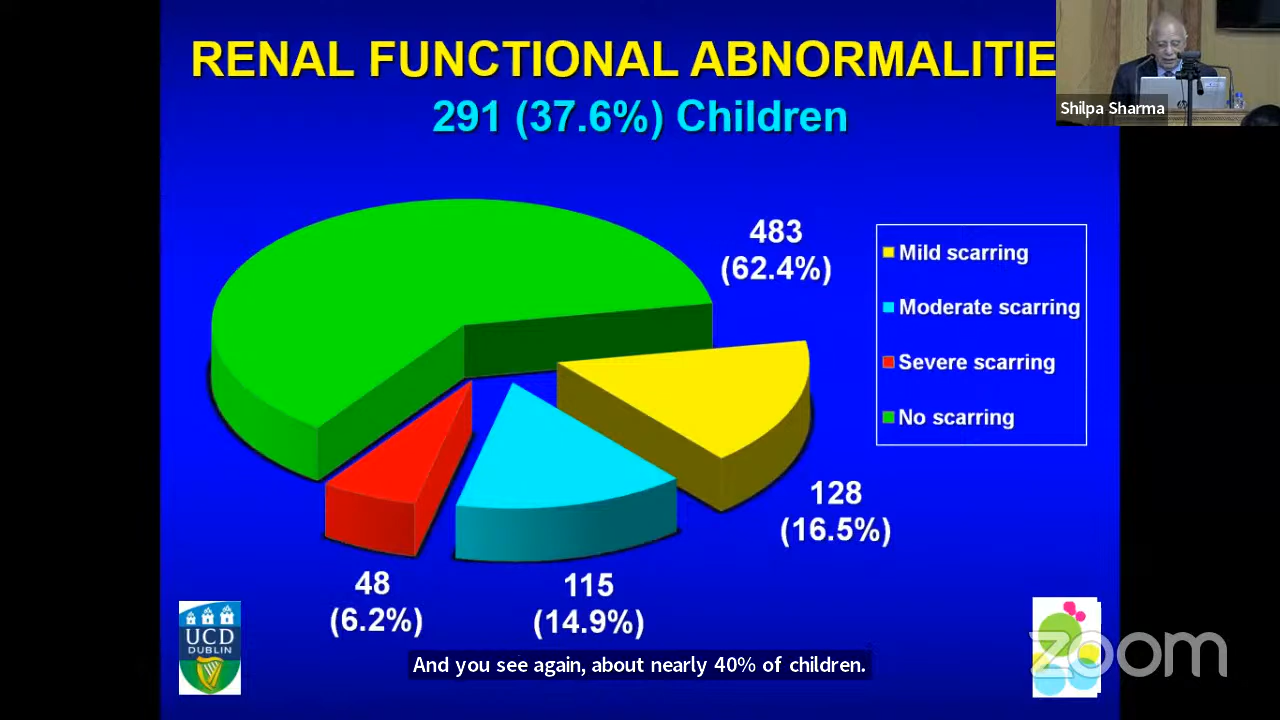 RENAL FUNCTIONAL ABNORMALITIE
291 (37.6%) Children
Shilpa Sharma
483
(62.4%)
Mild scarring
Moderate scarring
Severe scarring
No scarring
128
(16.5%)
48
(6.2%)
115
(14.9%)
UCD
DUBLIN
zoom
And you see again, about nearly 40% of children.